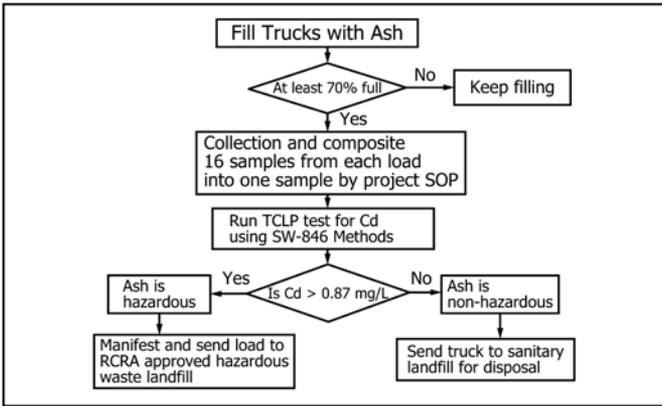 Fill Trucks with Ash
At least 70% full
No
Keep filling
Yes
Collection and composite
16 samples from each load
into one sample by project SOP
Run TCLP test for Cd
using SW-846 Methods
Is Cd > 0.87 mg/L
Yes
Ash is
hazardous
Manifest and send load to
RCRA approved hazardous
waste landfill
No
Ash is
non-hazardous
Send truck to sanitary
landfill for disposal